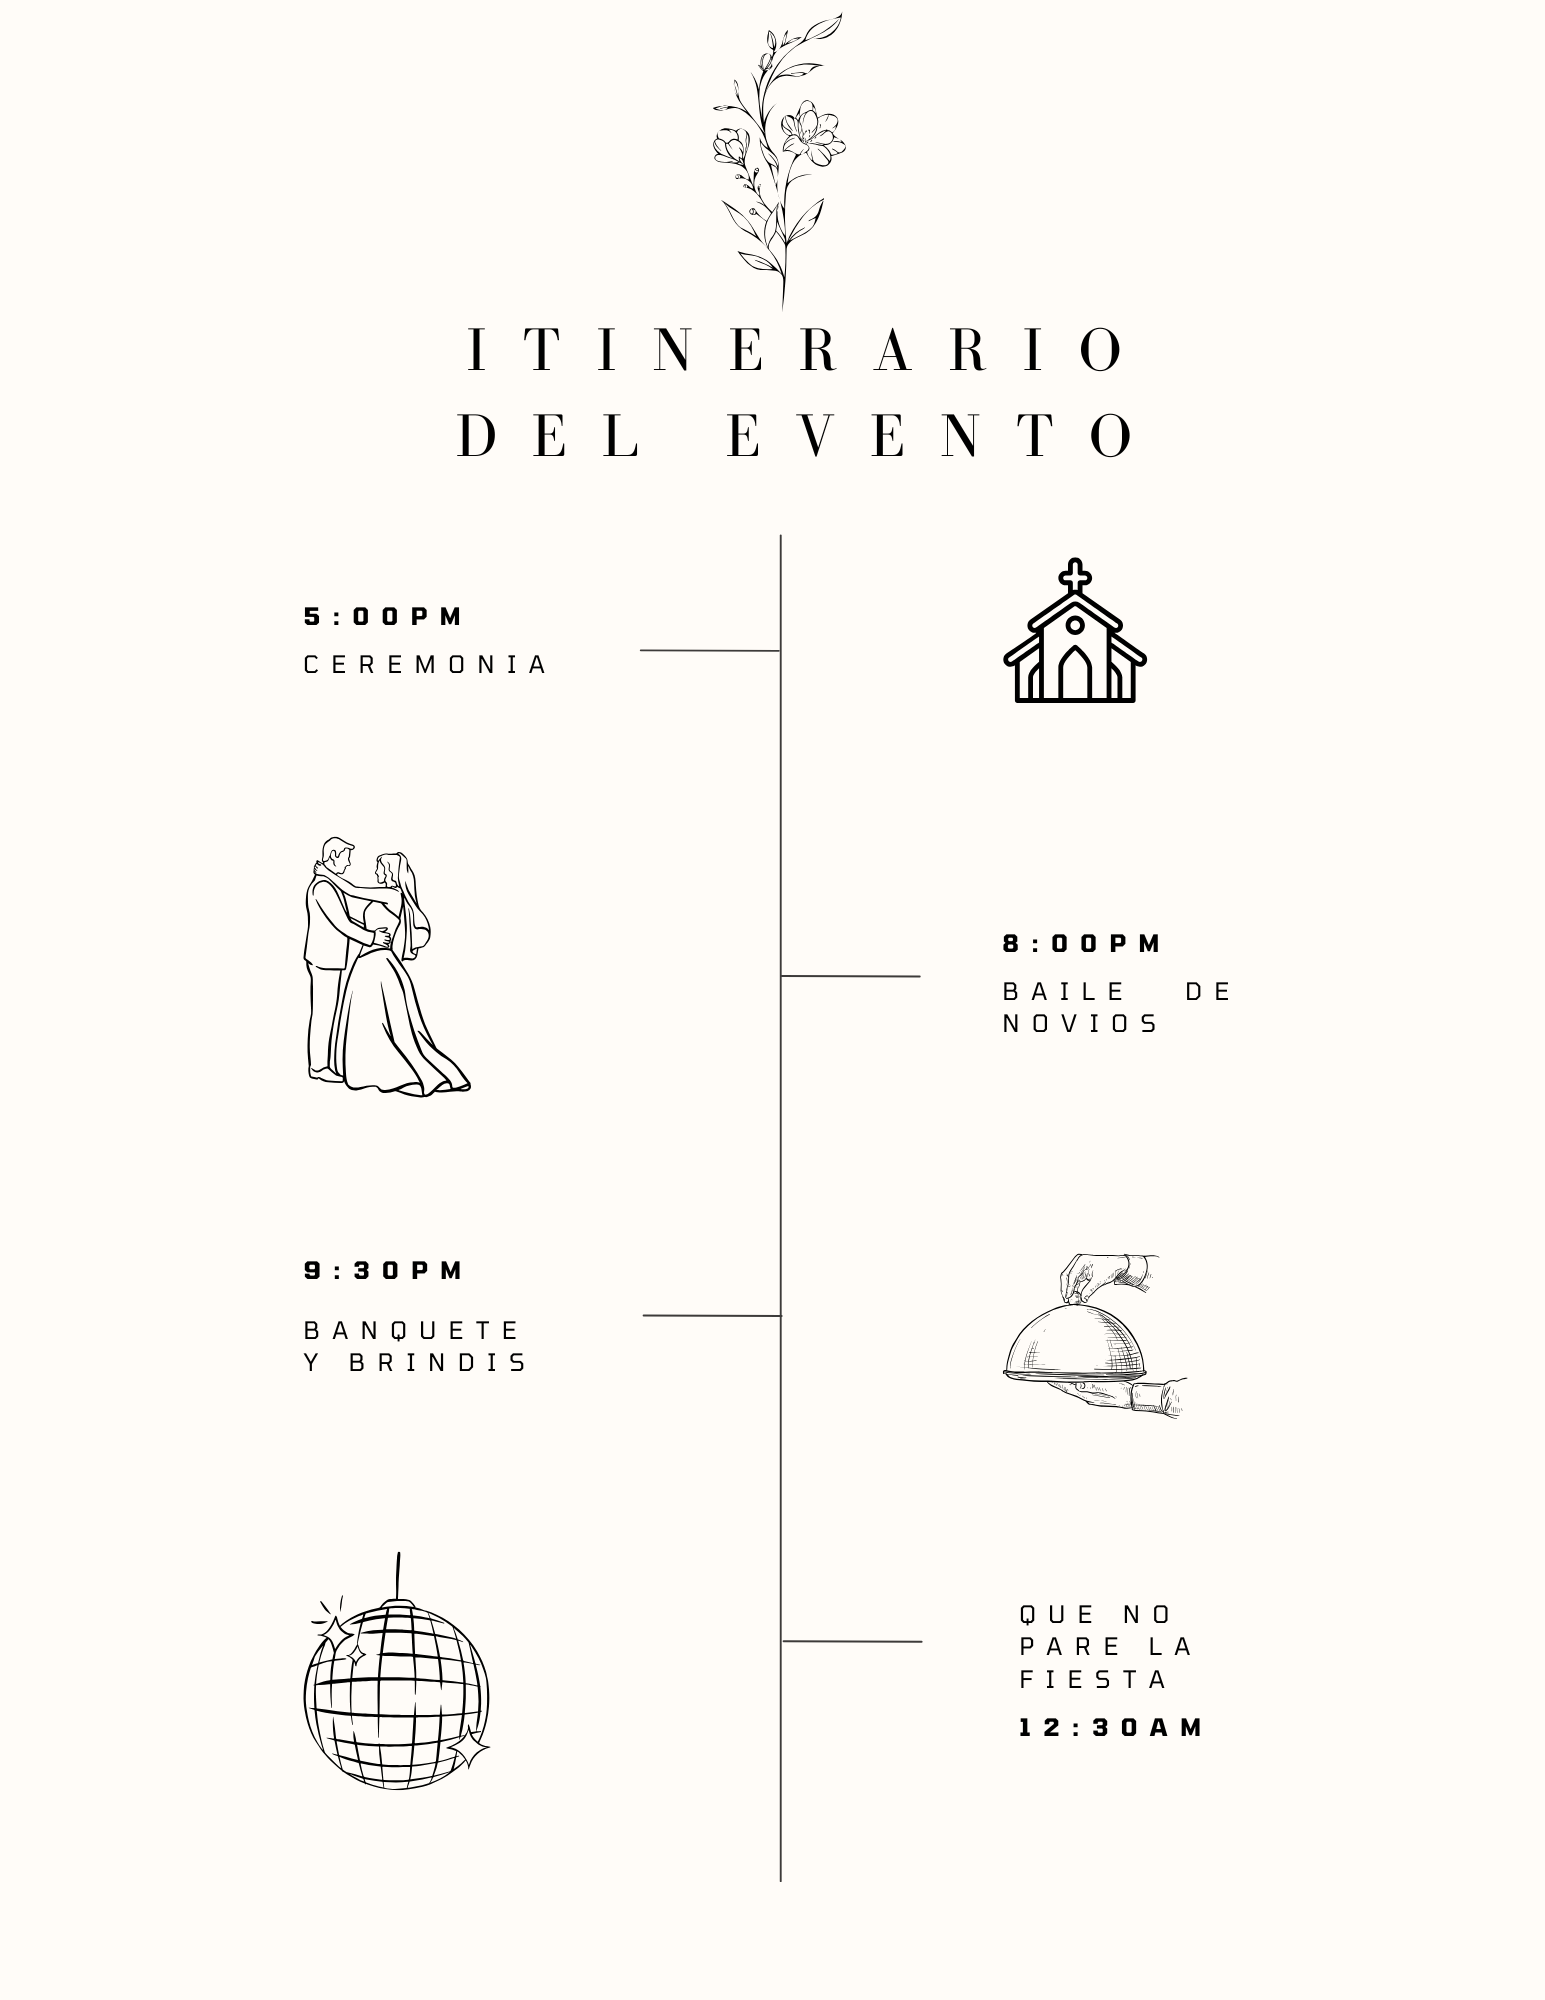 ITINERARIO
DEL EVENTO
5:00PM
CEREMONIA
8:00PM
BAILE DE
NOVIOS
9:30PM
BANQUETE
Y BRINDIS
QUE NO
PARE LA
FIESTA
12:30AM